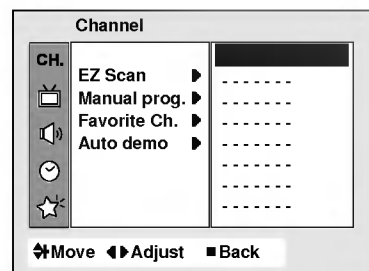 Channel
CH.
EZ Scan
Manual prog.
Favorite Ch.
Auto demo
- - - - - - -
- - - - - - -
- - - - - - -
- - - - - - -
- - - - - - -
- - - - - - -
- - - - - - -
Move Adjust Back